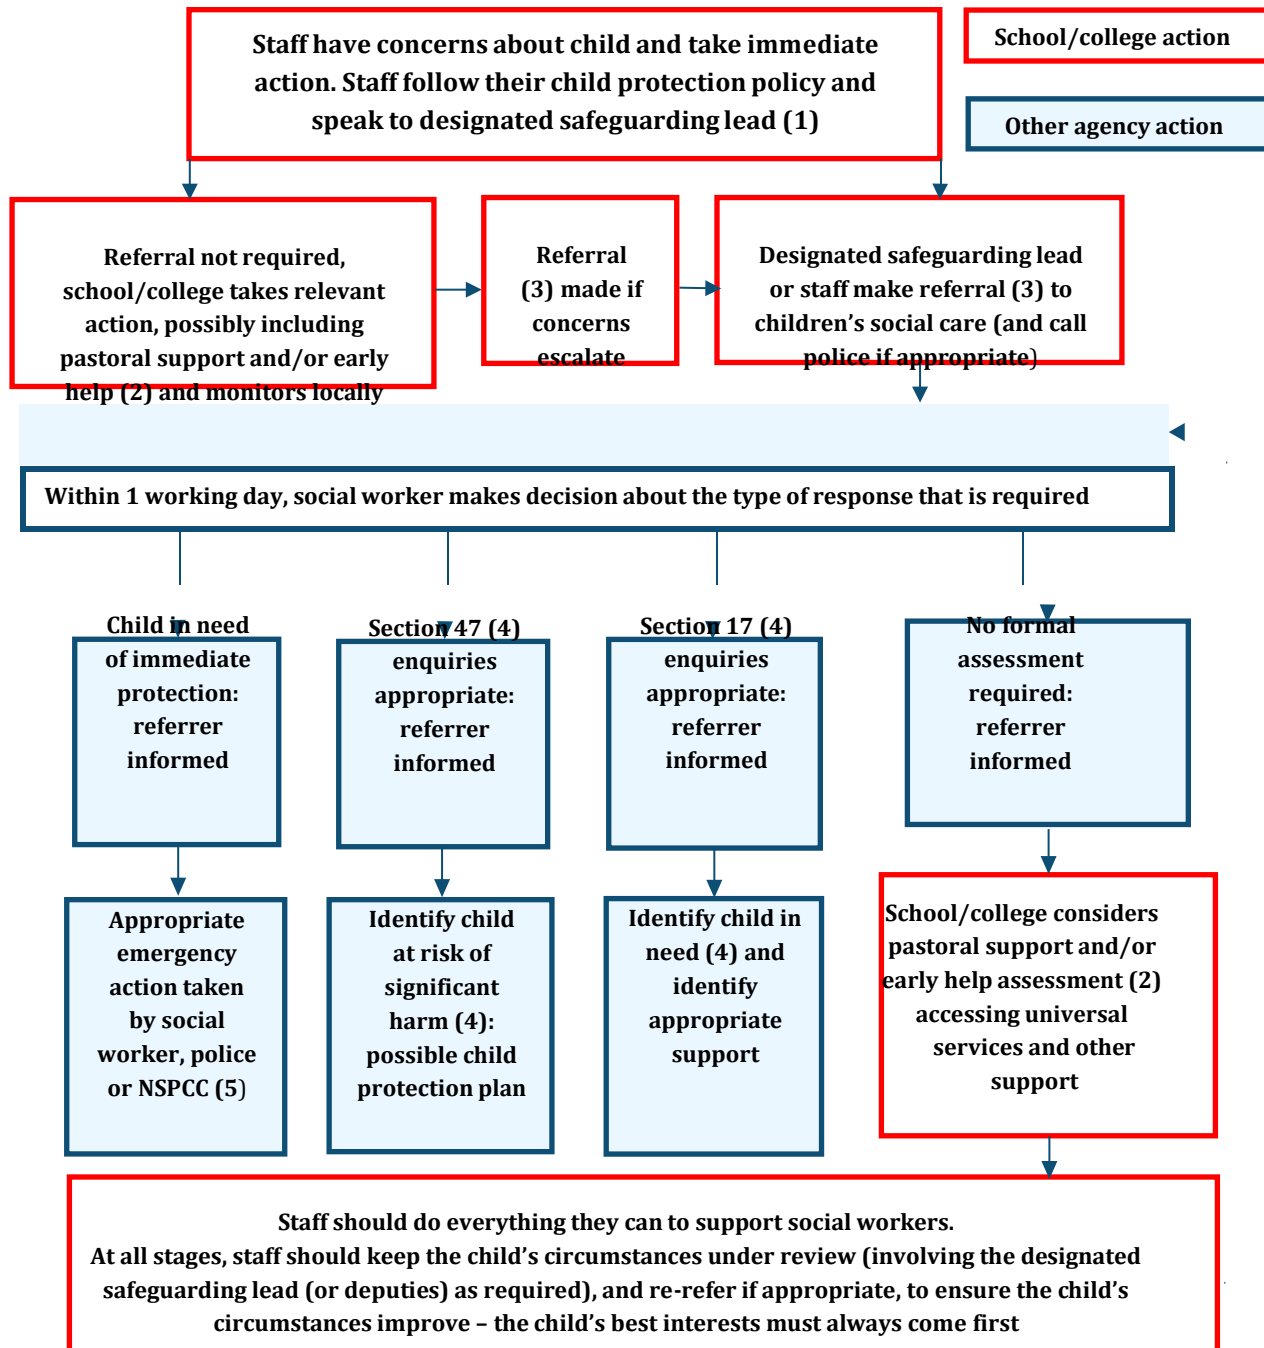 Staff have concerns about child and take immediate
action. Staff follow their child protection policy and
speak to designated safeguarding lead (1)
School/college action
Other agency action
Referral not required,
school/college takes relevant
action, possibly including
pastoral support and/or early
help (2) and monitors locally
Referral
(3) made if
concerns
escalate
Designated safeguarding lead
or staff make referral (3) to
children’s social care (and call
police if appropriate)
Within 1 working day, social worker makes decision about the type of response that is required
Child in need
of immediate
protection:
referrer
informed
Section 47 (4)
enquiries
appropriate:
referrer
informed
Section 17 (4)
enquiries
appropriate:
referrer
informed
No formal
assessment
required:
referrer
informed
Appropriate
emergency
action taken
by social
worker, police
or NSPCC (5)
Identify child
at risk of
significant
harm (4):
possible child
protection plan
Identify child in
need (4) and
identify
appropriate
support
School/college considers
pastoral support and/or
early help assessment (2)
accessing universal
services and other
support
Staff should do everything they can to support social workers.
At all stages, staff should keep the child’s circumstances under review (involving the designated
safeguarding lead (or deputies) as required), and re-refer if appropriate, to ensure the child’s
circumstances improve – the child’s best interests must always come first